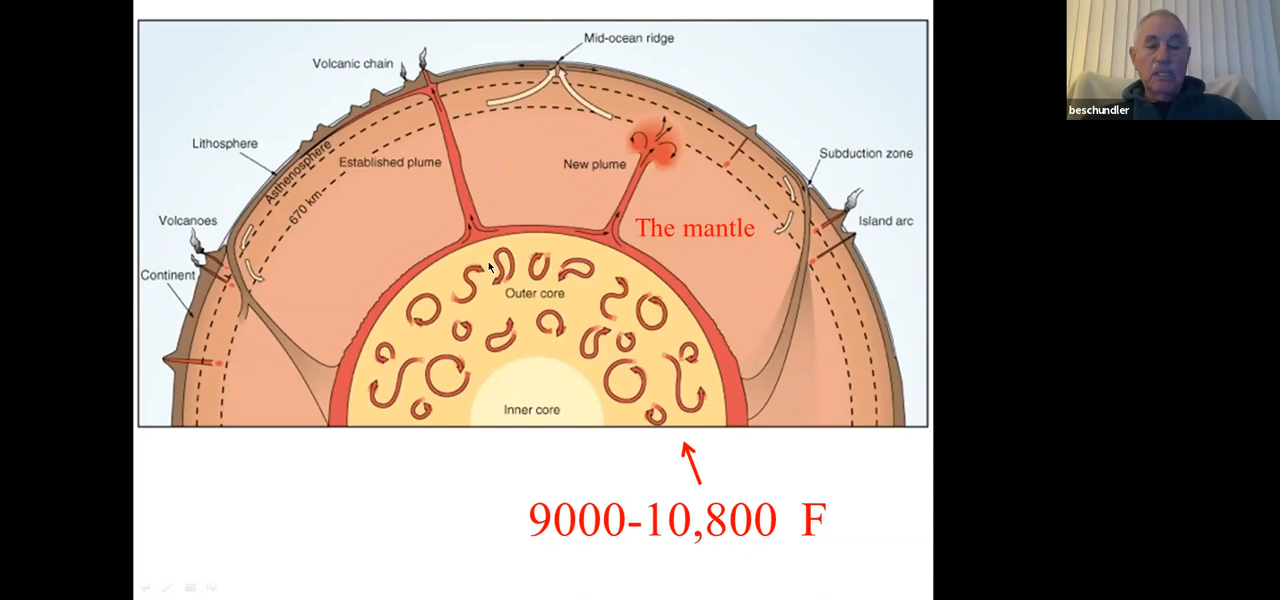 Mid-ocean ridge
Volcanic chain
Lithosphere
Asthenosphere
Established plume
New plume
Subduction zone
670 km
Volcanoes
The mantle
Island arc
Continent
Outer core
Inner core
9000-10,800 F
beschundler